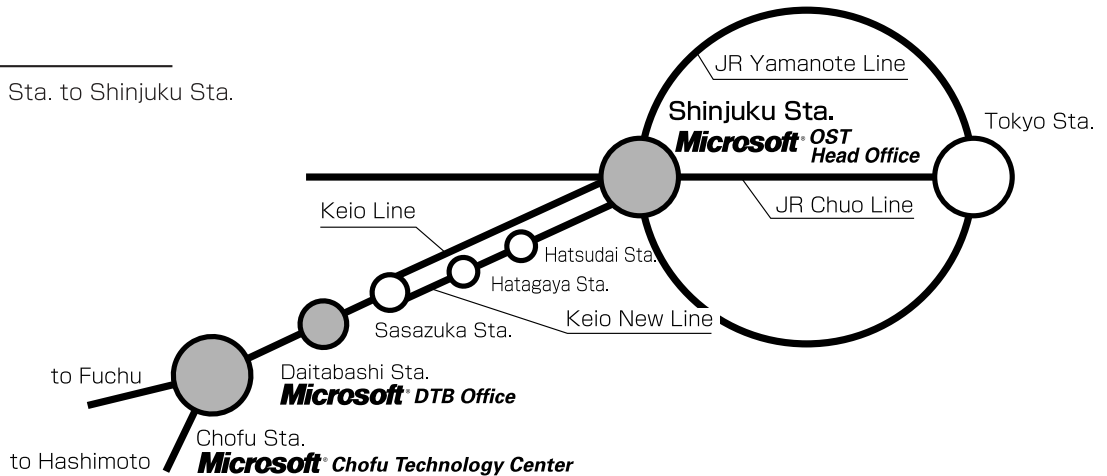 JR Yamanote Line
Sta. to Shinjuku Sta.
Shinjuku Sta.
Microsoft® OST
Head Office
Tokyo Sta.
Keio Line
JR Chuo Line
Hatsudai Sta.
Hatagaya Sta.
Keio New Line
Sasazuka Sta.
to Fuchu
Daitabashi Sta.
Microsoft® DTB Office
Chofu Sta.
to Hashimoto
Microsoft® Chofu Technology Center